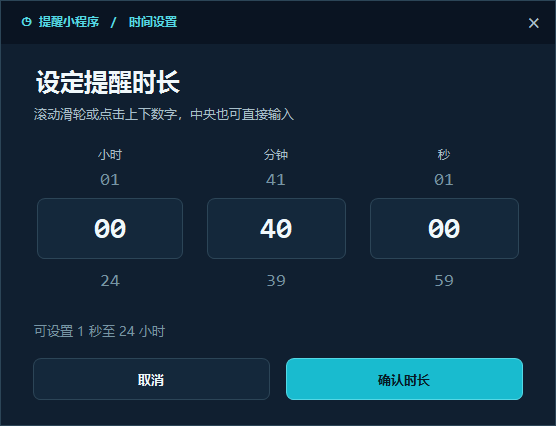 提醒小程序 / 时间设置
设定提醒时长
滚动滑轮或点击上下数字，中央也可直接输入
小时 分钟 秒
01 41 01
00 40 00
24 39 59
可设置 1 秒至 24 小时
取消 确认时长